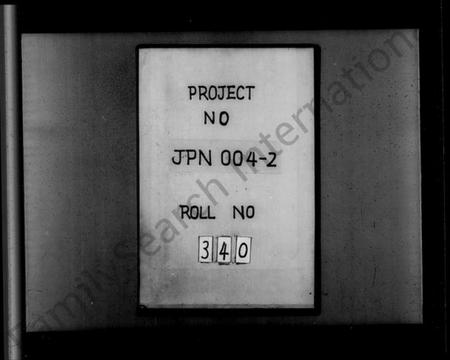 PROJECT
NO
JPN 004-2
ROLL NO
340
FamilySearch International